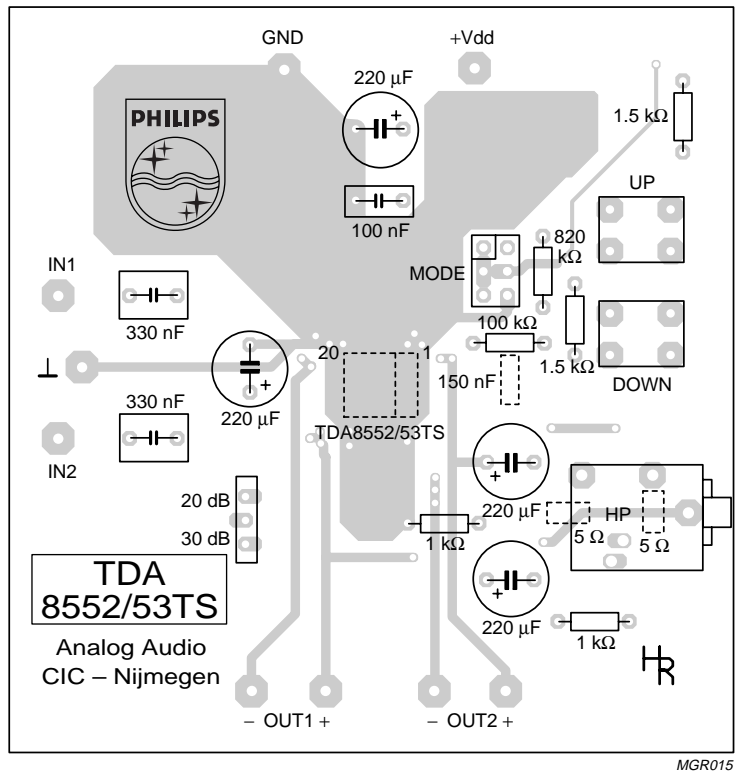 GND
+Vdd
220 μF
+
PHILIPS
1.5 kΩ
100 nF
UP
MODE
820
kΩ
IN1
330 nF
100 kΩ
20
1
⊥
150 nF
1.5 kΩ
DOWN
330 nF
+
220 μF
TDA8552/53TS
IN2
+
220 μF
20 dB
30 dB
HP
5 Ω
5 Ω
1 kΩ
TDA
8552/53TS
+
220 μF
Analog Audio
CIC – Nijmegen
1 kΩ
HR
– OUT1 +
– OUT2 +
MGR015